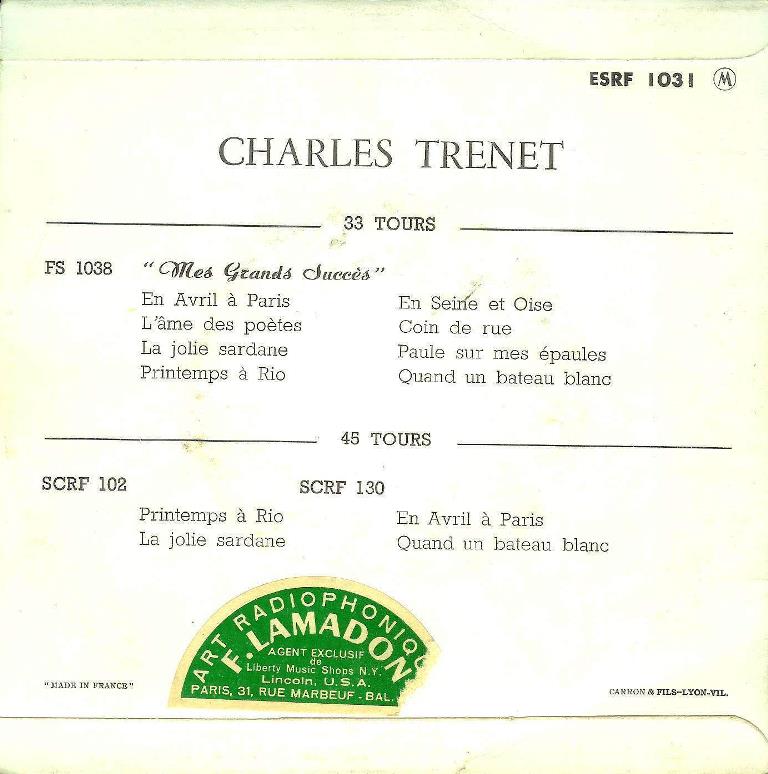 ESRF 1031 Ⓜ
CHARLES TRENET
33 TOURS
FS 1038 "Mes Grands Succès"
En Avril à Paris
L'âme des poètes
La jolie sardane
Printemps à Rio
En Seine et Oise
Coin de rue
Paule sur mes épaules
Quand un bateau blanc
45 TOURS
SCRF 102
Printemps à Rio
La jolie sardane
SCRF 130
En Avril à Paris
Quand un bateau blanc
ART RADIOPHONIQU
F. LAMADON
AGENT EXCLUSIF
de
Liberty Music Shops N.Y.
Lincoln, U.S.A.
PARIS, 31, RUE MARBEUF - BAL.
"MADE IN FRANCE"
CARRON & FILS-LYON-VIL.